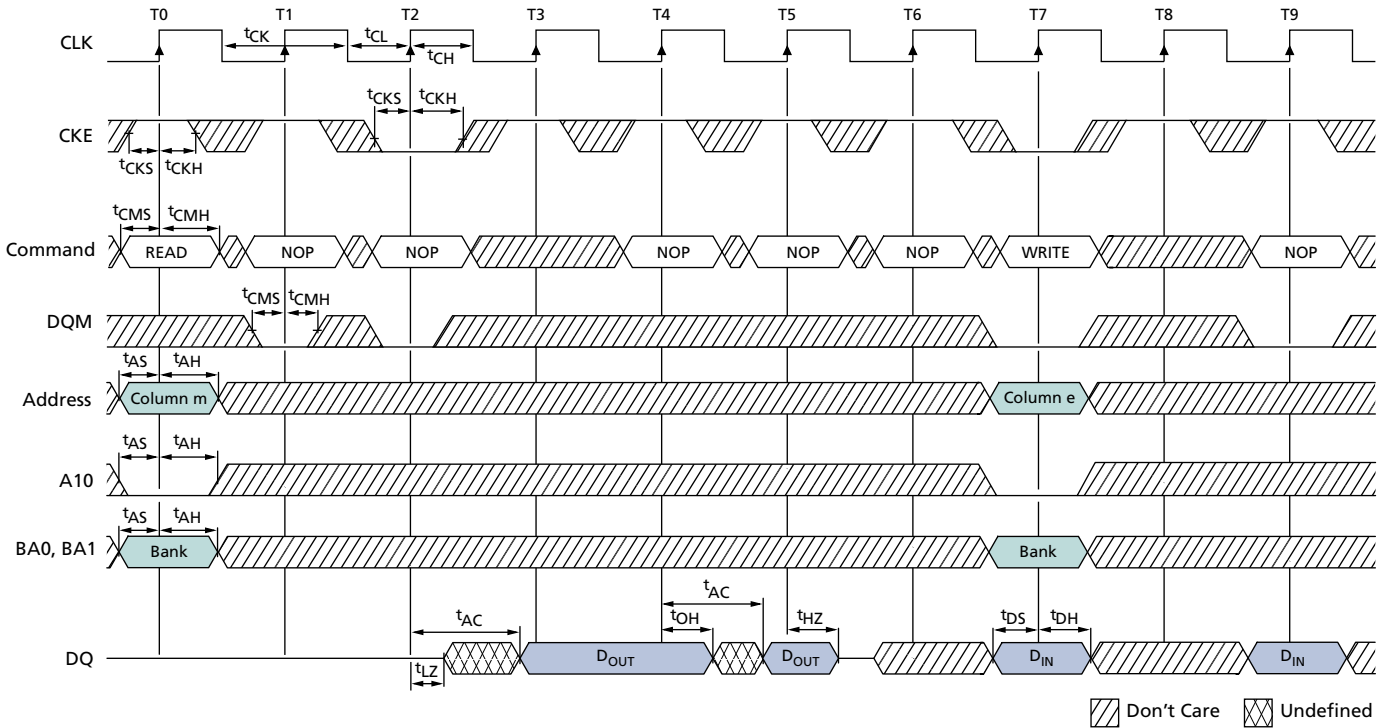 T0 T1 T2 T3 T4 T5 T6 T7 T8 T9
CLK
tCK tCL
tCH
tCKS tCKH
CKE
tCKS tCKH
tCMS tCMH
Command READ NOP NOP NOP NOP NOP WRITE NOP
tCMS tCMH
DQM
tAS tAH
Address Column m Column e
tAS tAH
A10
tAS tAH
BA0, BA1 Bank Bank
tAC
tAC tOH tHZ tDS tDH
DQ DOUT DOUT DIN DIN
tLZ
Don't Care Undefined